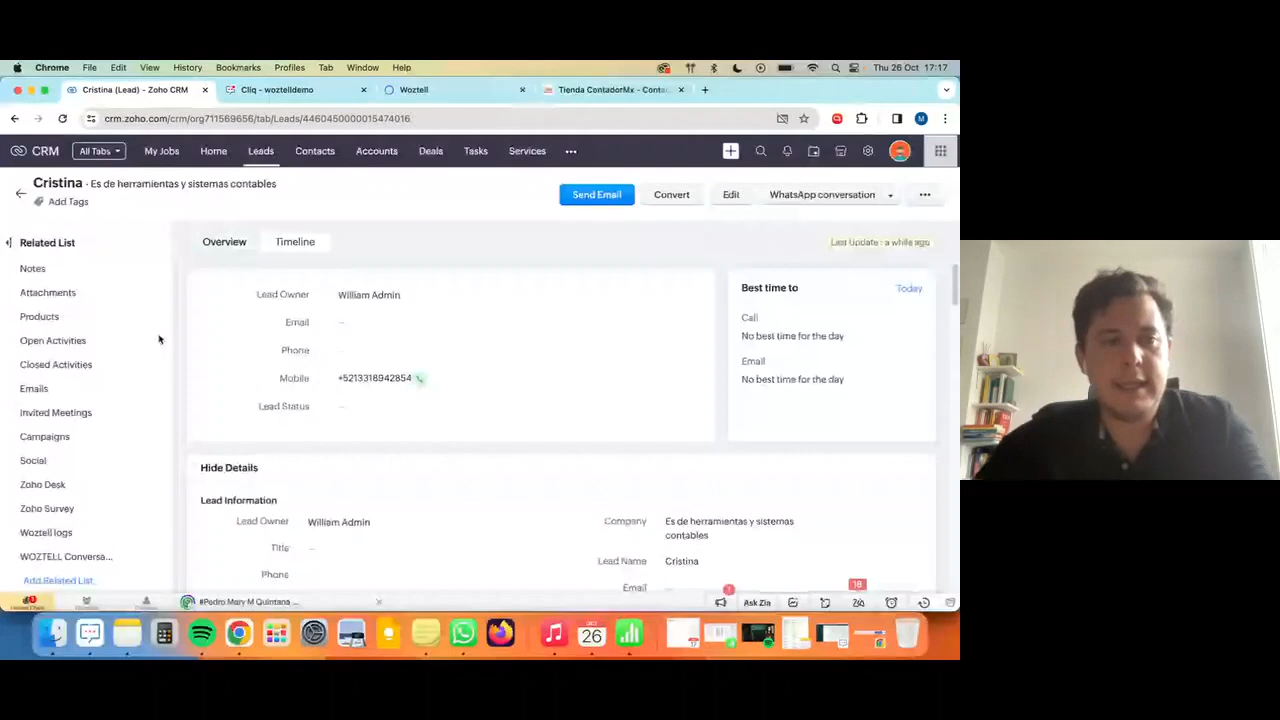 Chrome File Edit View History Bookmarks Profiles Tab Window Help Thu 26 Oct 17:17
Cristina (Lead) - Zoho CRM Cliq - woztelldemo Woztell Tienda ContadorMx - Conta
crm.zoho.com/crm/org711569656/tab/Leads/4460450000015474016 M
CRM All Tabs My Jobs Home Leads Contacts Accounts Deals Tasks Services
Cristina - Es de herramientas y sistemas contables
Add Tags
Send Email Convert Edit WhatsApp conversation
Related List
Notes
Attachments
Products
Open Activities
Closed Activities
Emails
Invited Meetings
Campaigns
Social
Zoho Desk
Zoho Survey
Woztell logs
WOZTELL Conversa...
Add Related List
Overview Timeline Last Update : a while ago
Lead Owner William Admin
Email —
Phone —
Mobile +5213318942854
Lead Status —
Best time to Today
Call
No best time for the day
Email
No best time for the day
Hide Details
Lead Information
Lead Owner William Admin
Title —
Phone
Company Es de herramientas y sistemas
contables
Lead Name Cristina
Email
#Pedro Mary M Quintana ...
Ask Zia
18
OCT
26
17